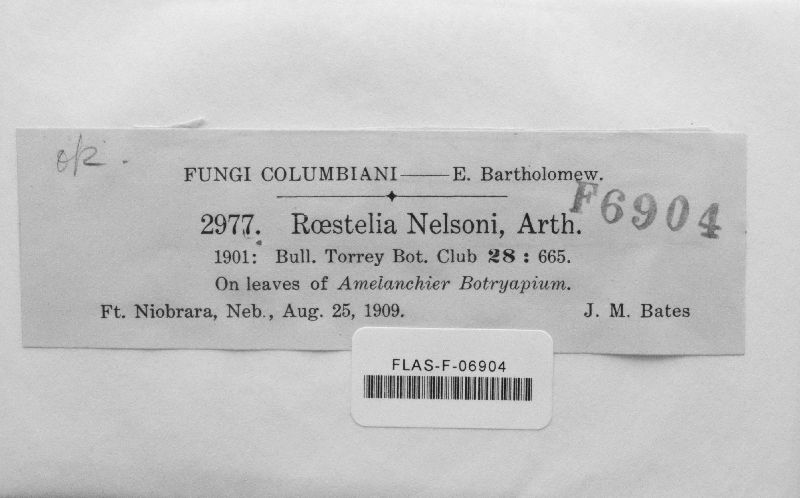 ok.
FUNGI COLUMBIANI——E. Bartholomew.
F6904
2977. Rœstelia Nelsoni, Arth.
1901: Bull. Torrey Bot. Club 28 : 665.
On leaves of Amelanchier Botryapium.
Ft. Niobrara, Neb., Aug. 25, 1909. J. M. Bates
FLAS-F-06904